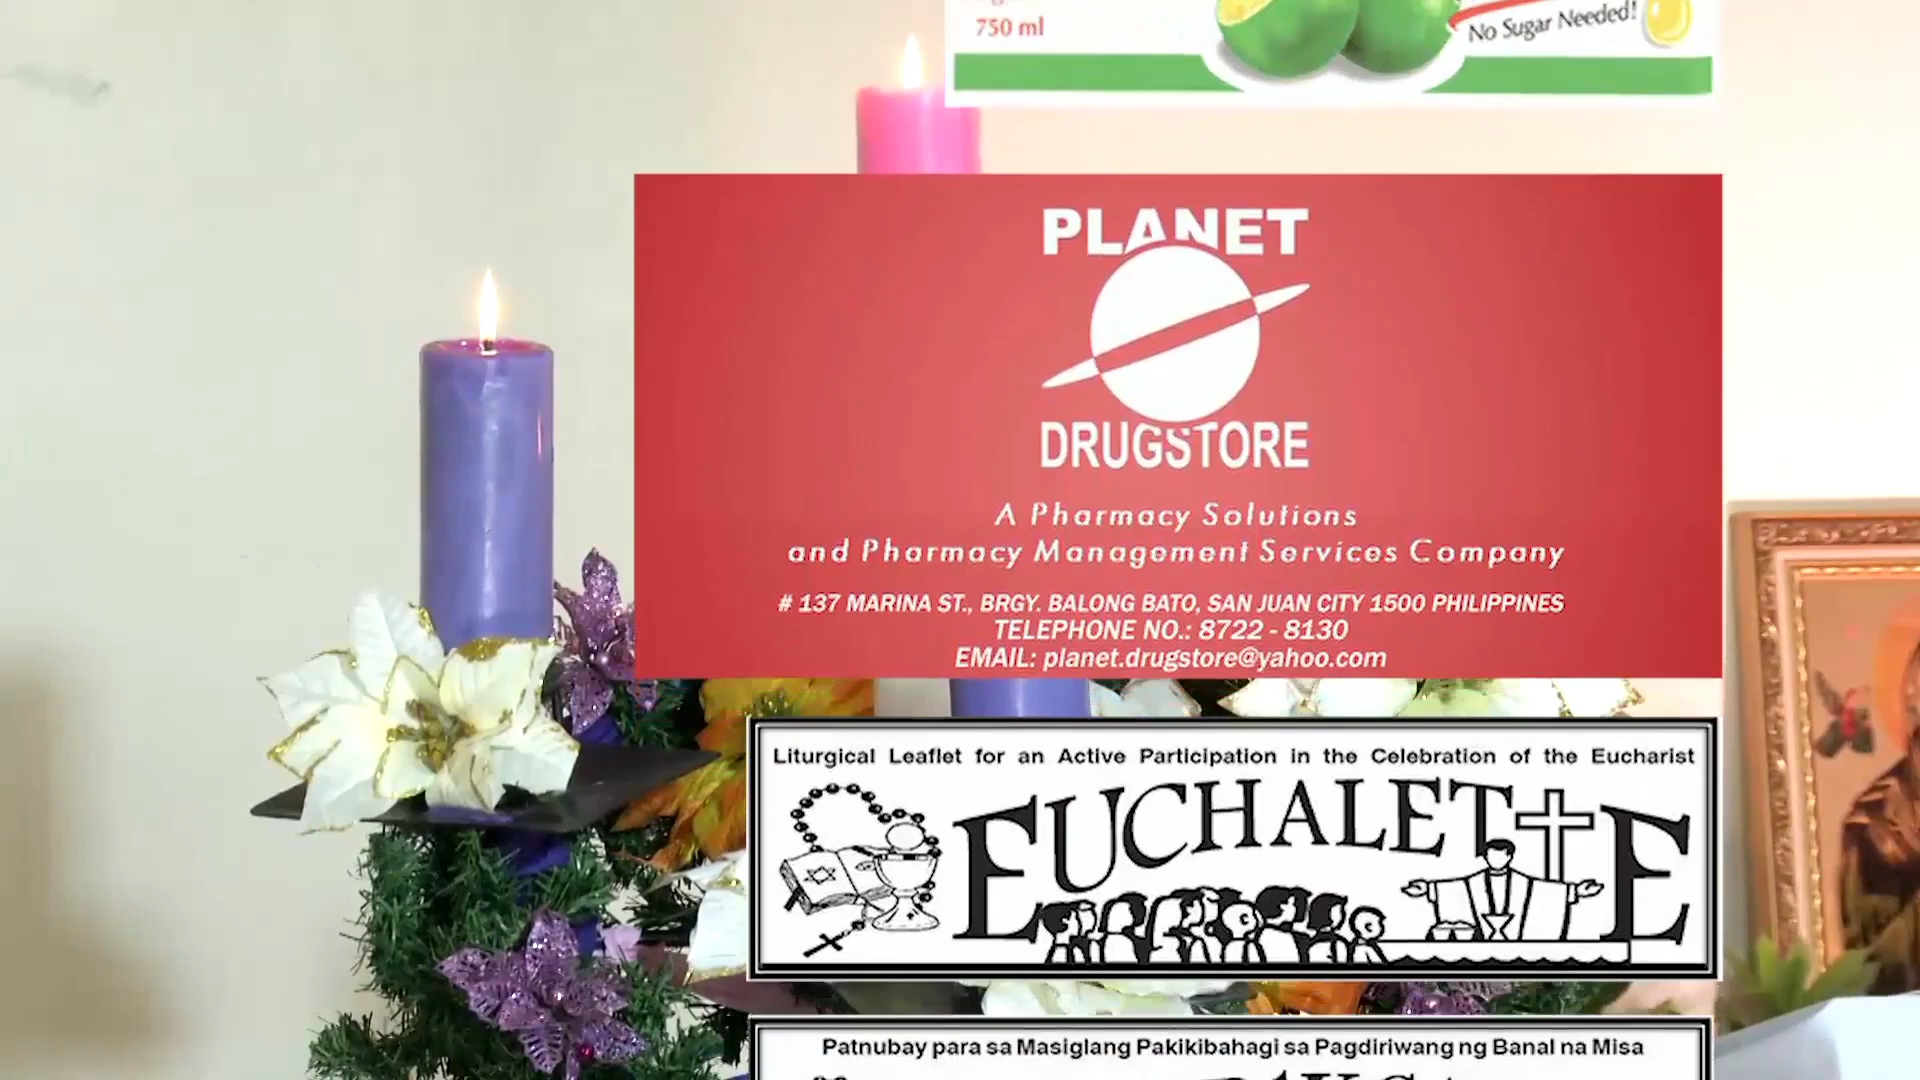 750 ml
No Sugar Needed!
PLANET
DRUGSTORE
A Pharmacy Solutions
and Pharmacy Management Services Company
# 137 MARINA ST., BRGY. BALONG BATO, SAN JUAN CITY 1500 PHILIPPINES
TELEPHONE NO.: 8722 - 8130
EMAIL: planet.drugstore@yahoo.com
Liturgical Leaflet for an Active Participation in the Celebration of the Eucharist
EUCHALETTE
Patnubay para sa Masiglang Pakikibahagi sa Pagdiriwang ng Banal na Misa